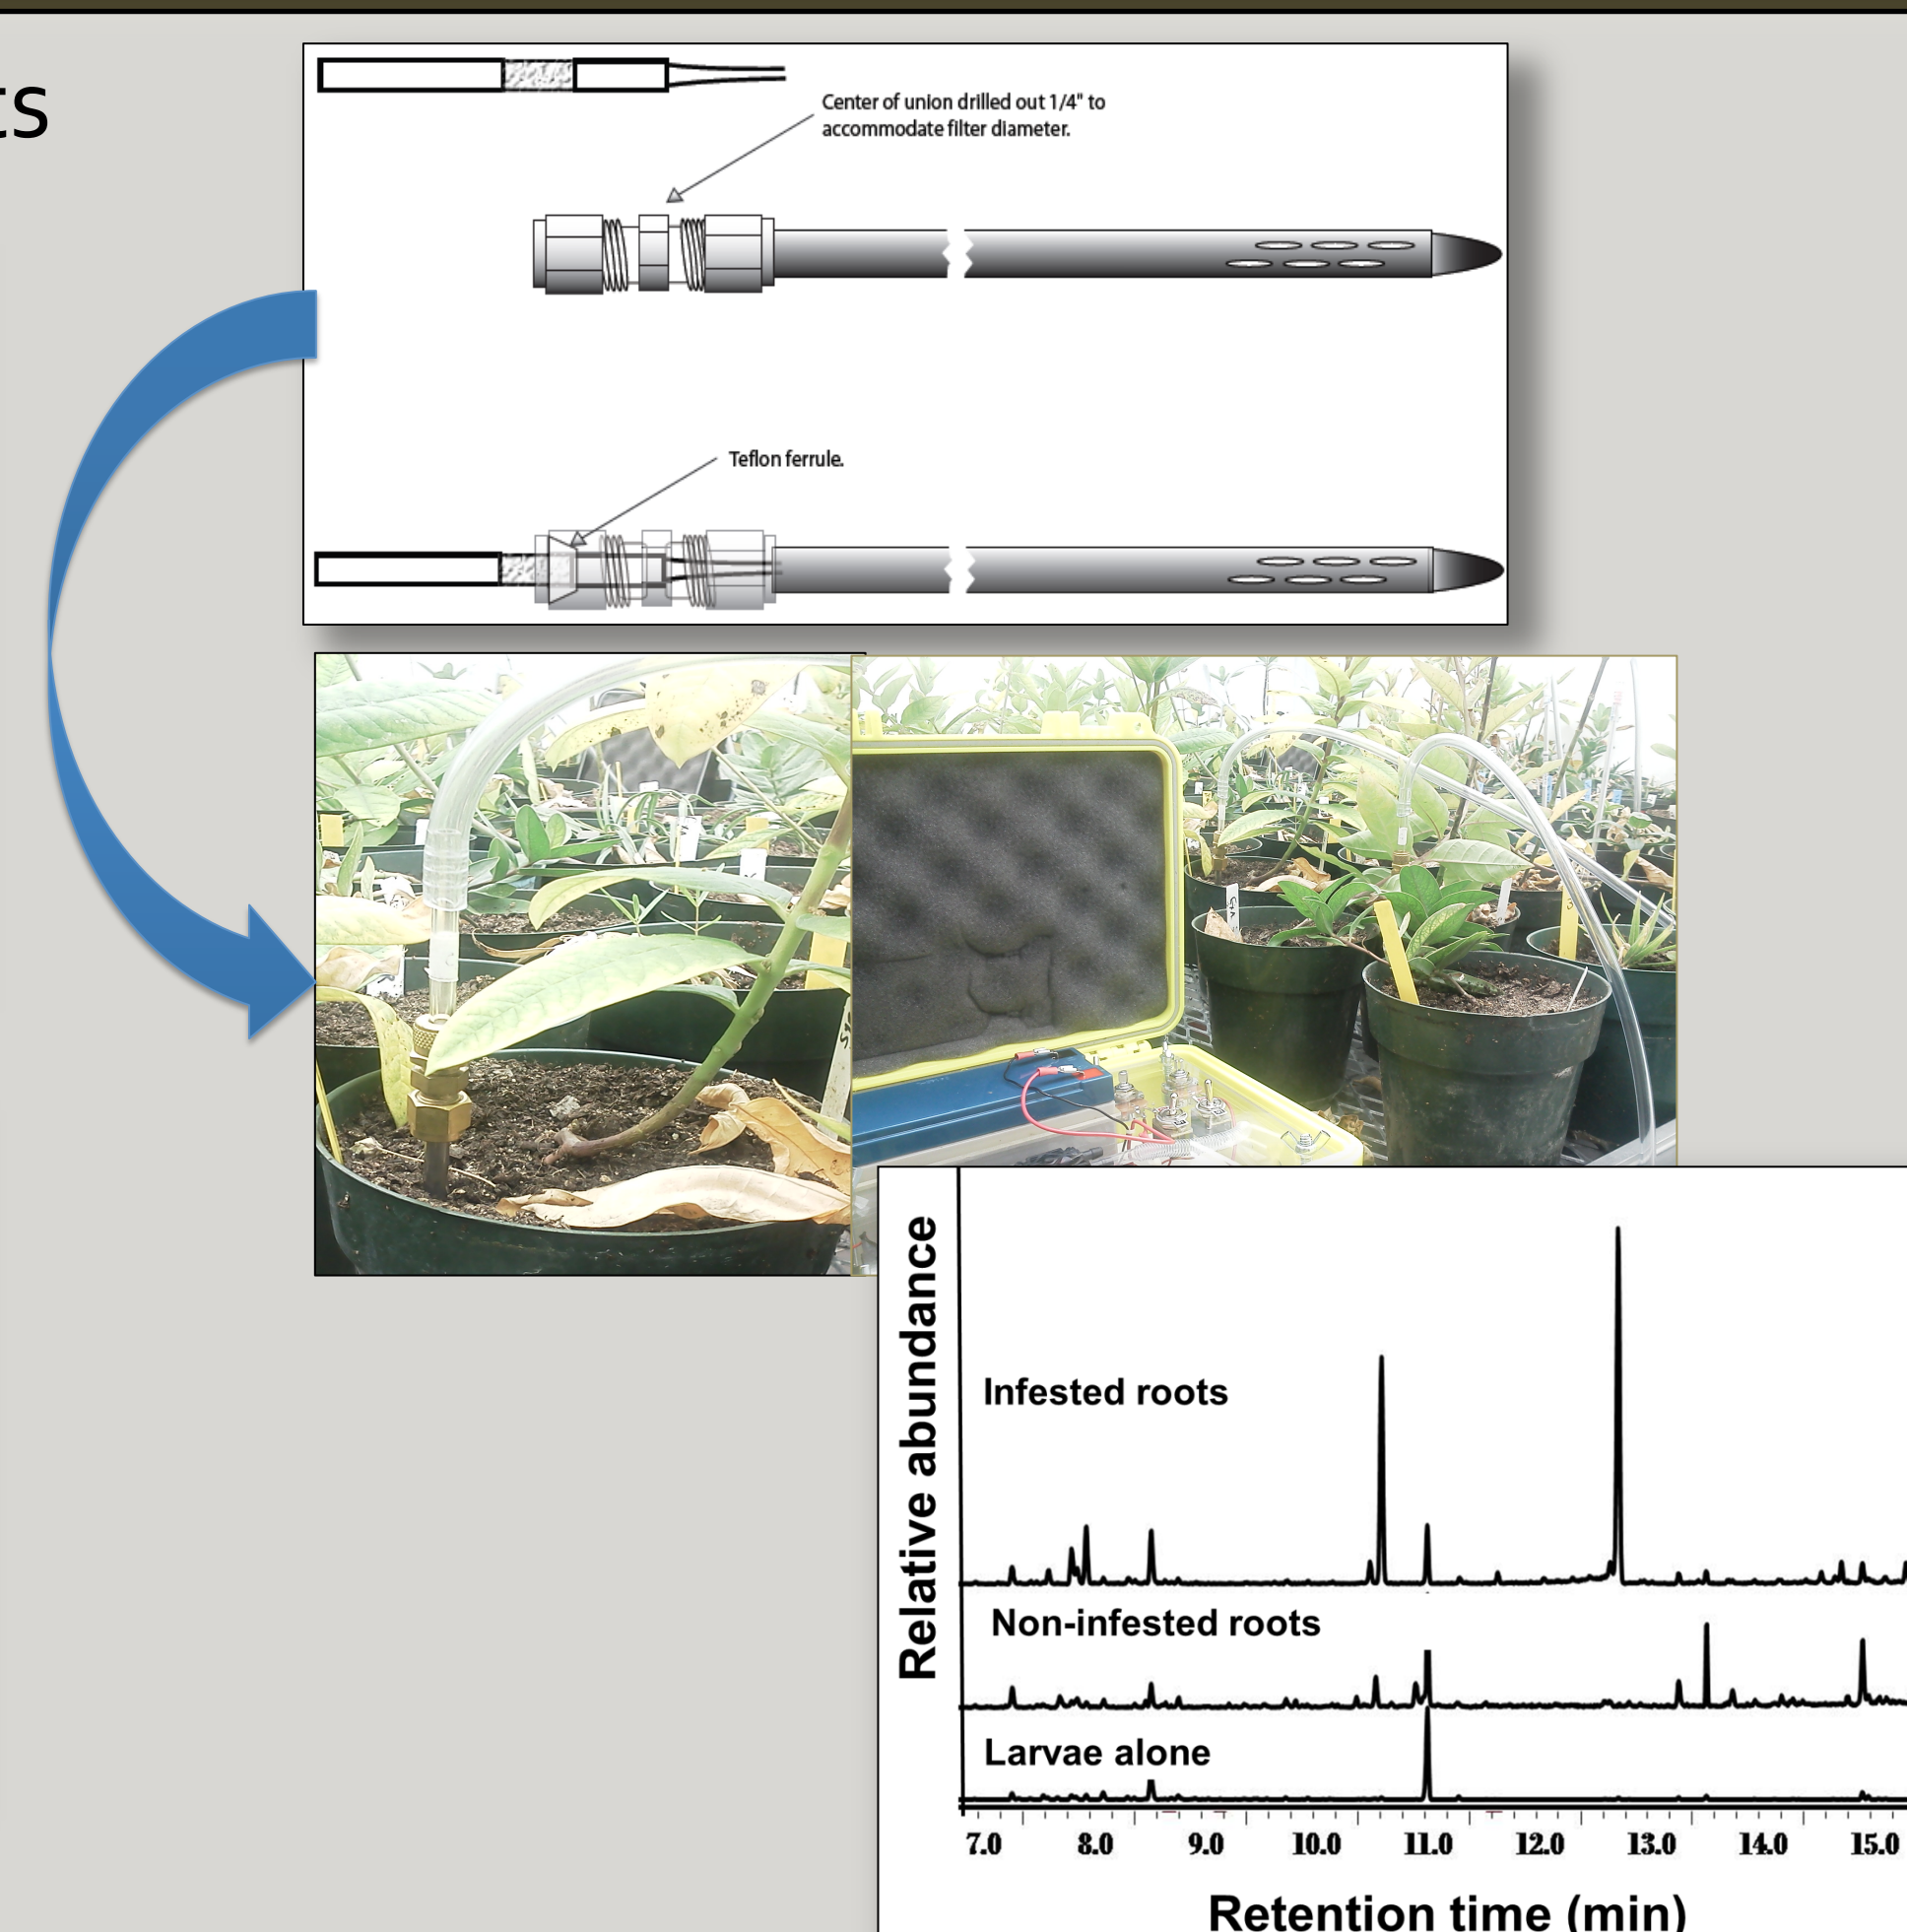 ts
Center of union drilled out 1/4" to
accommodate filter diameter.
Teflon ferrule.
Relative abundance
Infested roots
Non-infested roots
Larvae alone
7.0 8.0 9.0 10.0 11.0 12.0 13.0 14.0 15.0
Retention time (min)